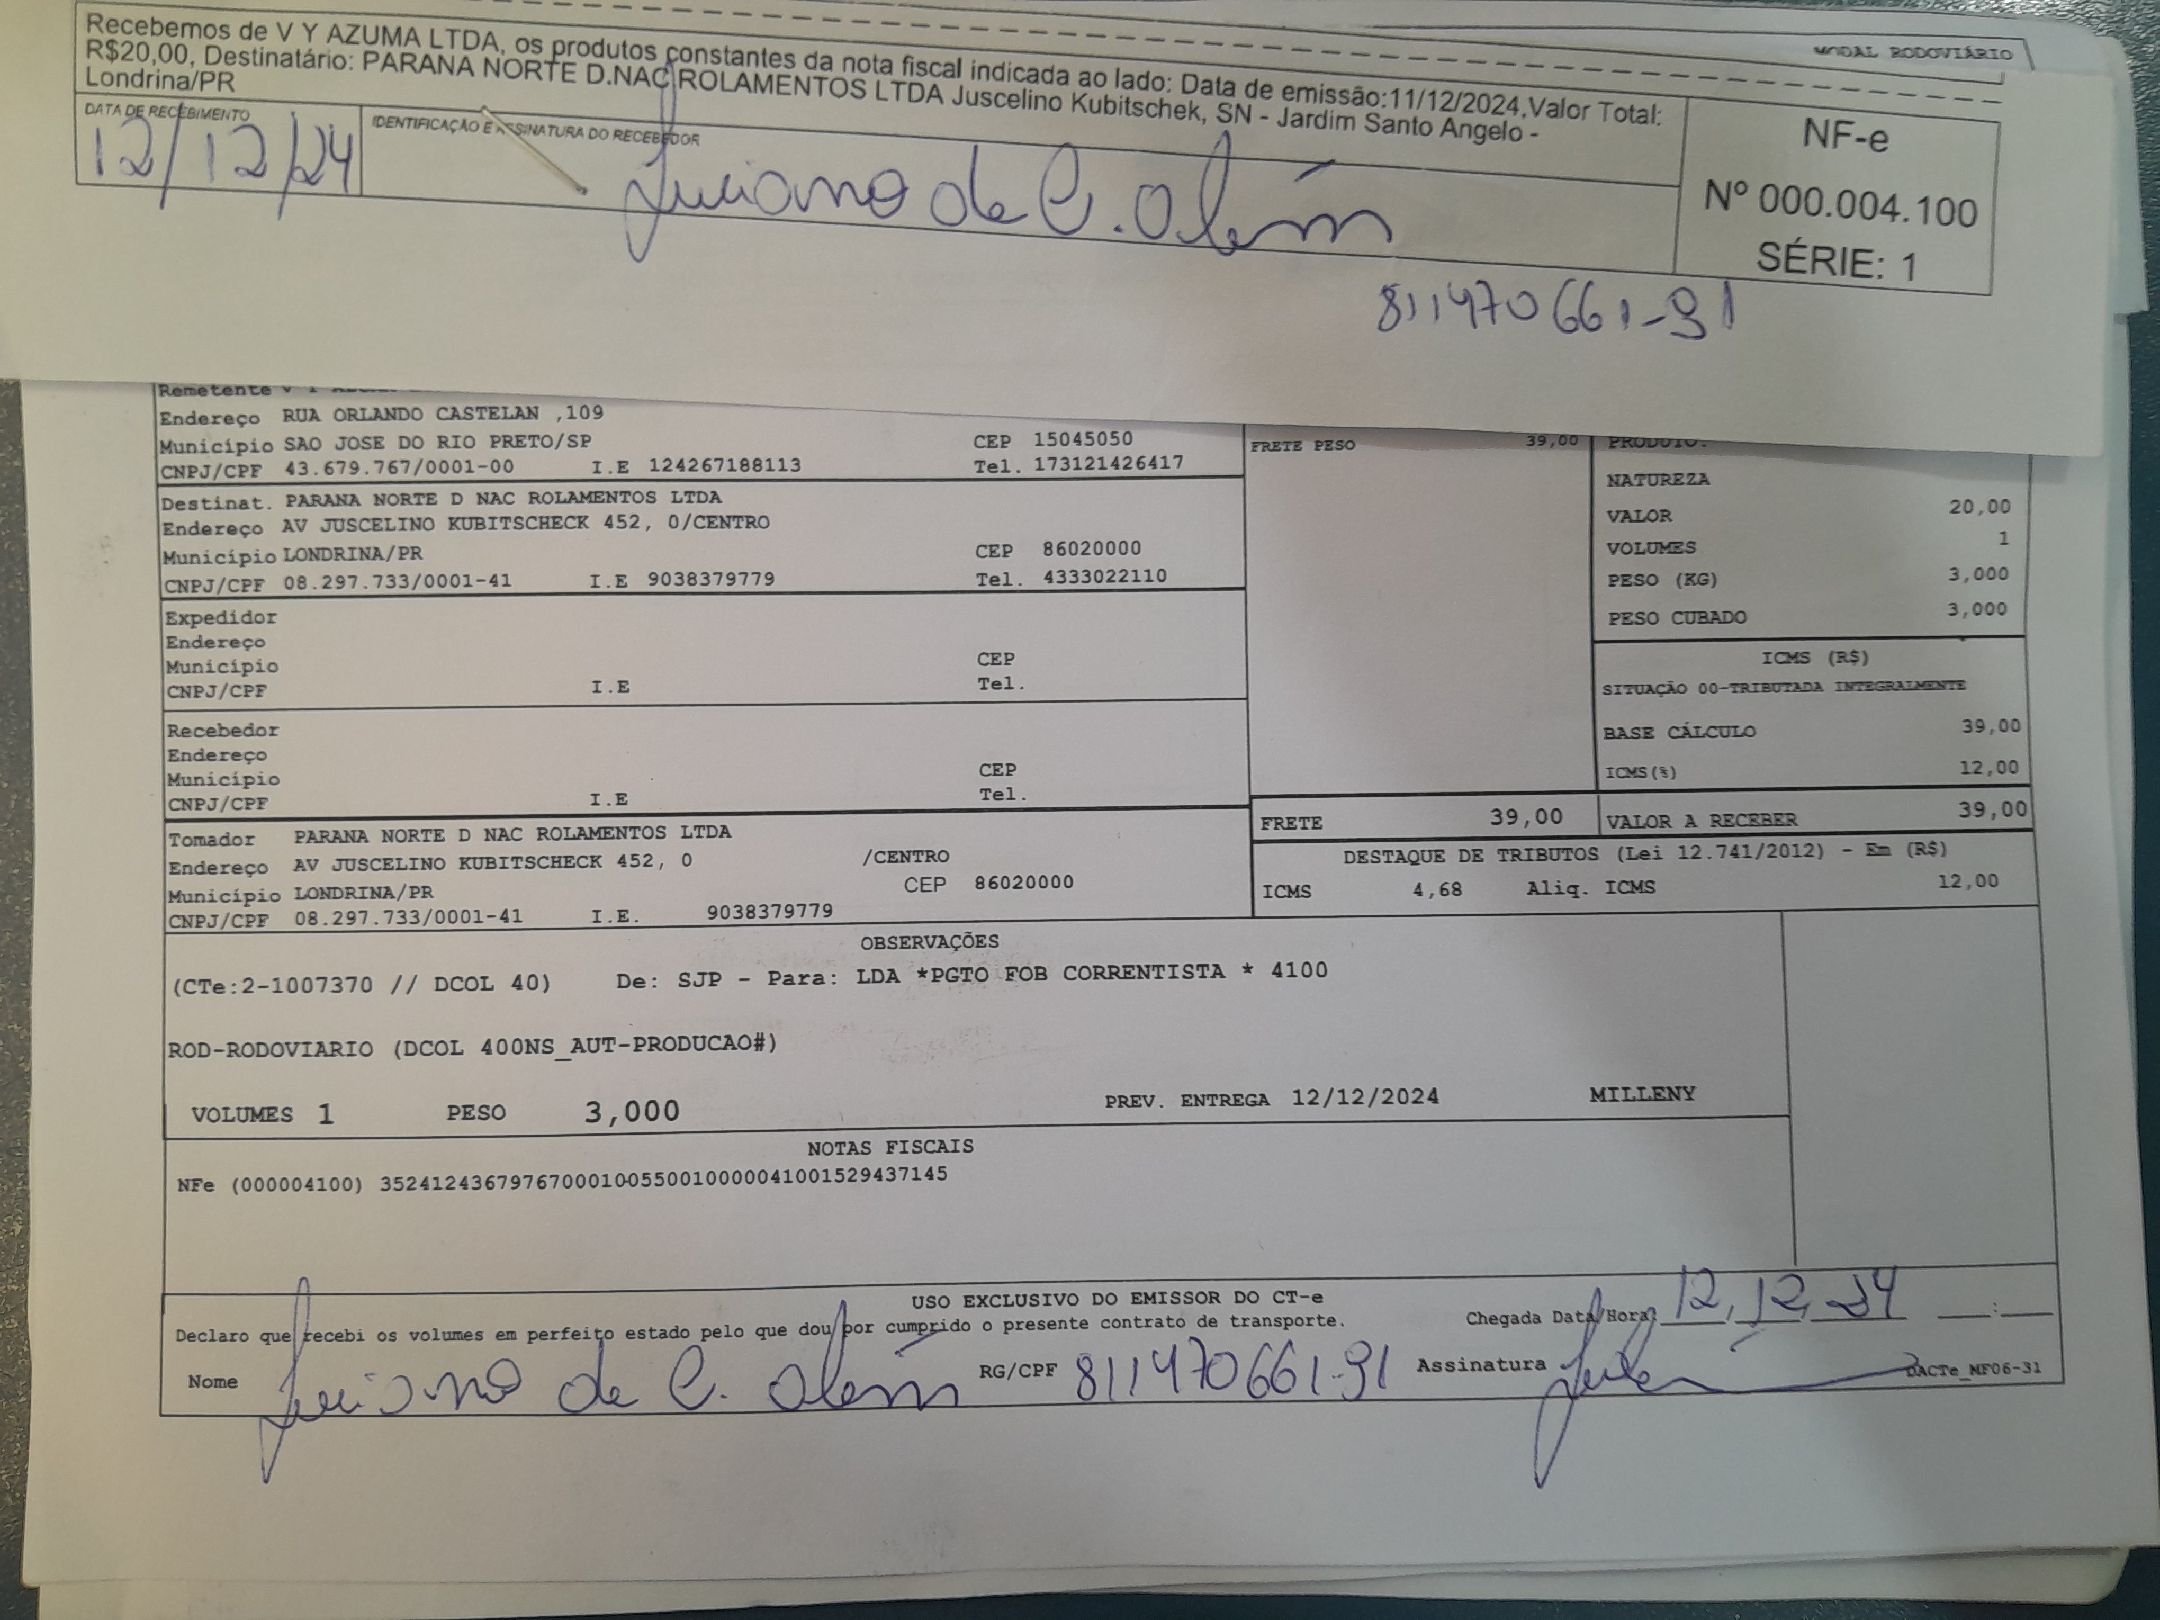 MODAL RODOVIÁRIO
Recebemos de V Y AZUMA LTDA, os produtos constantes da nota fiscal indicada ao lado: Data de emissão:11/12/2024,Valor Total:
R$20,00, Destinatário: PARANA NORTE D.NAC ROLAMENTOS LTDA Juscelino Kubitschek, SN - Jardim Santo Angelo -
Londrina/PR
DATA DE RECEBIMENTO
12/12/24
IDENTIFICAÇÃO E ASSINATURA DO RECEBEDOR
Luciano de C. Além
NF-e
Nº 000.004.100
SÉRIE: 1
811470661-91
Remetente V Y
Endereço RUA ORLANDO CASTELAN ,109
Município SAO JOSE DO RIO PRETO/SP CEP 15045050
CNPJ/CPF 43.679.767/0001-00 I.E 124267188113 Tel. 173121426417
Destinat. PARANA NORTE D NAC ROLAMENTOS LTDA
Endereço AV JUSCELINO KUBITSCHECK 452, 0/CENTRO
Município LONDRINA/PR CEP 86020000
CNPJ/CPF 08.297.733/0001-41 I.E 9038379779 Tel. 4333022110
Expedidor
Endereço
Município CEP
CNPJ/CPF I.E Tel.
Recebedor
Endereço
Município CEP
CNPJ/CPF I.E Tel.
Tomador PARANA NORTE D NAC ROLAMENTOS LTDA
Endereço AV JUSCELINO KUBITSCHECK 452, 0 /CENTRO
Município LONDRINA/PR CEP 86020000
CNPJ/CPF 08.297.733/0001-41 I.E. 9038379779
FRETE PESO 39,00
PRODUTO:
NATUREZA
VALOR 20,00
VOLUMES 1
PESO (KG) 3,000
PESO CUBADO 3,000
ICMS (R$)
SITUAÇÃO 00-TRIBUTADA INTEGRALMENTE
BASE CÁLCULO 39,00
ICMS(%) 12,00
FRETE 39,00 VALOR A RECEBER 39,00
DESTAQUE DE TRIBUTOS (Lei 12.741/2012) - Em (R$)
ICMS 4,68 Aliq. ICMS 12,00
OBSERVAÇÕES
(CTe:2-1007370 // DCOL 40) De: SJP - Para: LDA *PGTO FOB CORRENTISTA * 4100
ROD-RODOVIARIO (DCOL 400NS_AUT-PRODUCAO#)
VOLUMES 1 PESO 3,000 PREV. ENTREGA 12/12/2024 MILLENY
NOTAS FISCAIS
NFe (000004100) 35241243679767000100550010000041001529437145
USO EXCLUSIVO DO EMISSOR DO CT-e
Declaro que recebi os volumes em perfeito estado pelo que dou por cumprido o presente contrato de transporte.
Chegada Data/Hora: 12,12,24 __:__
Nome Luciano de C. Além RG/CPF 811470661-91 Assinatura
DACTe_MF06-31